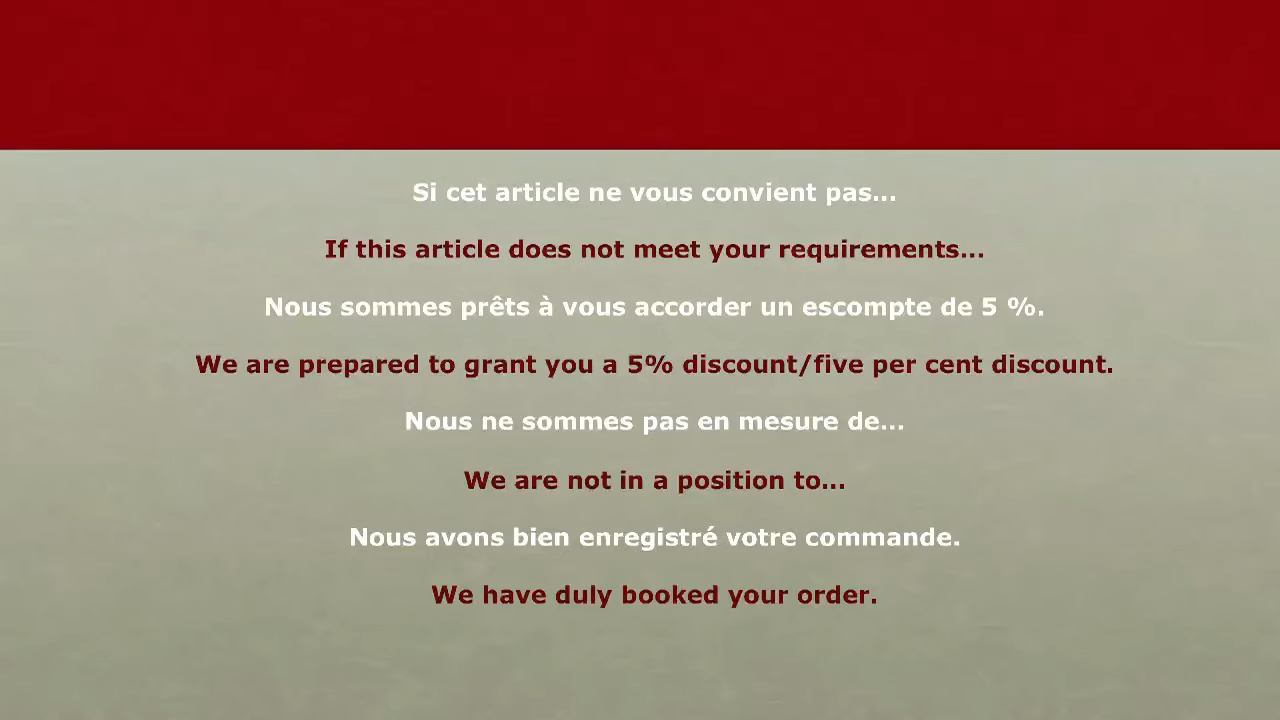 Si cet article ne vous convient pas...
If this article does not meet your requirements...
Nous sommes prêts à vous accorder un escompte de 5 %.
We are prepared to grant you a 5% discount/five per cent discount.
Nous ne sommes pas en mesure de...
We are not in a position to...
Nous avons bien enregistré votre commande.
We have duly booked your order.